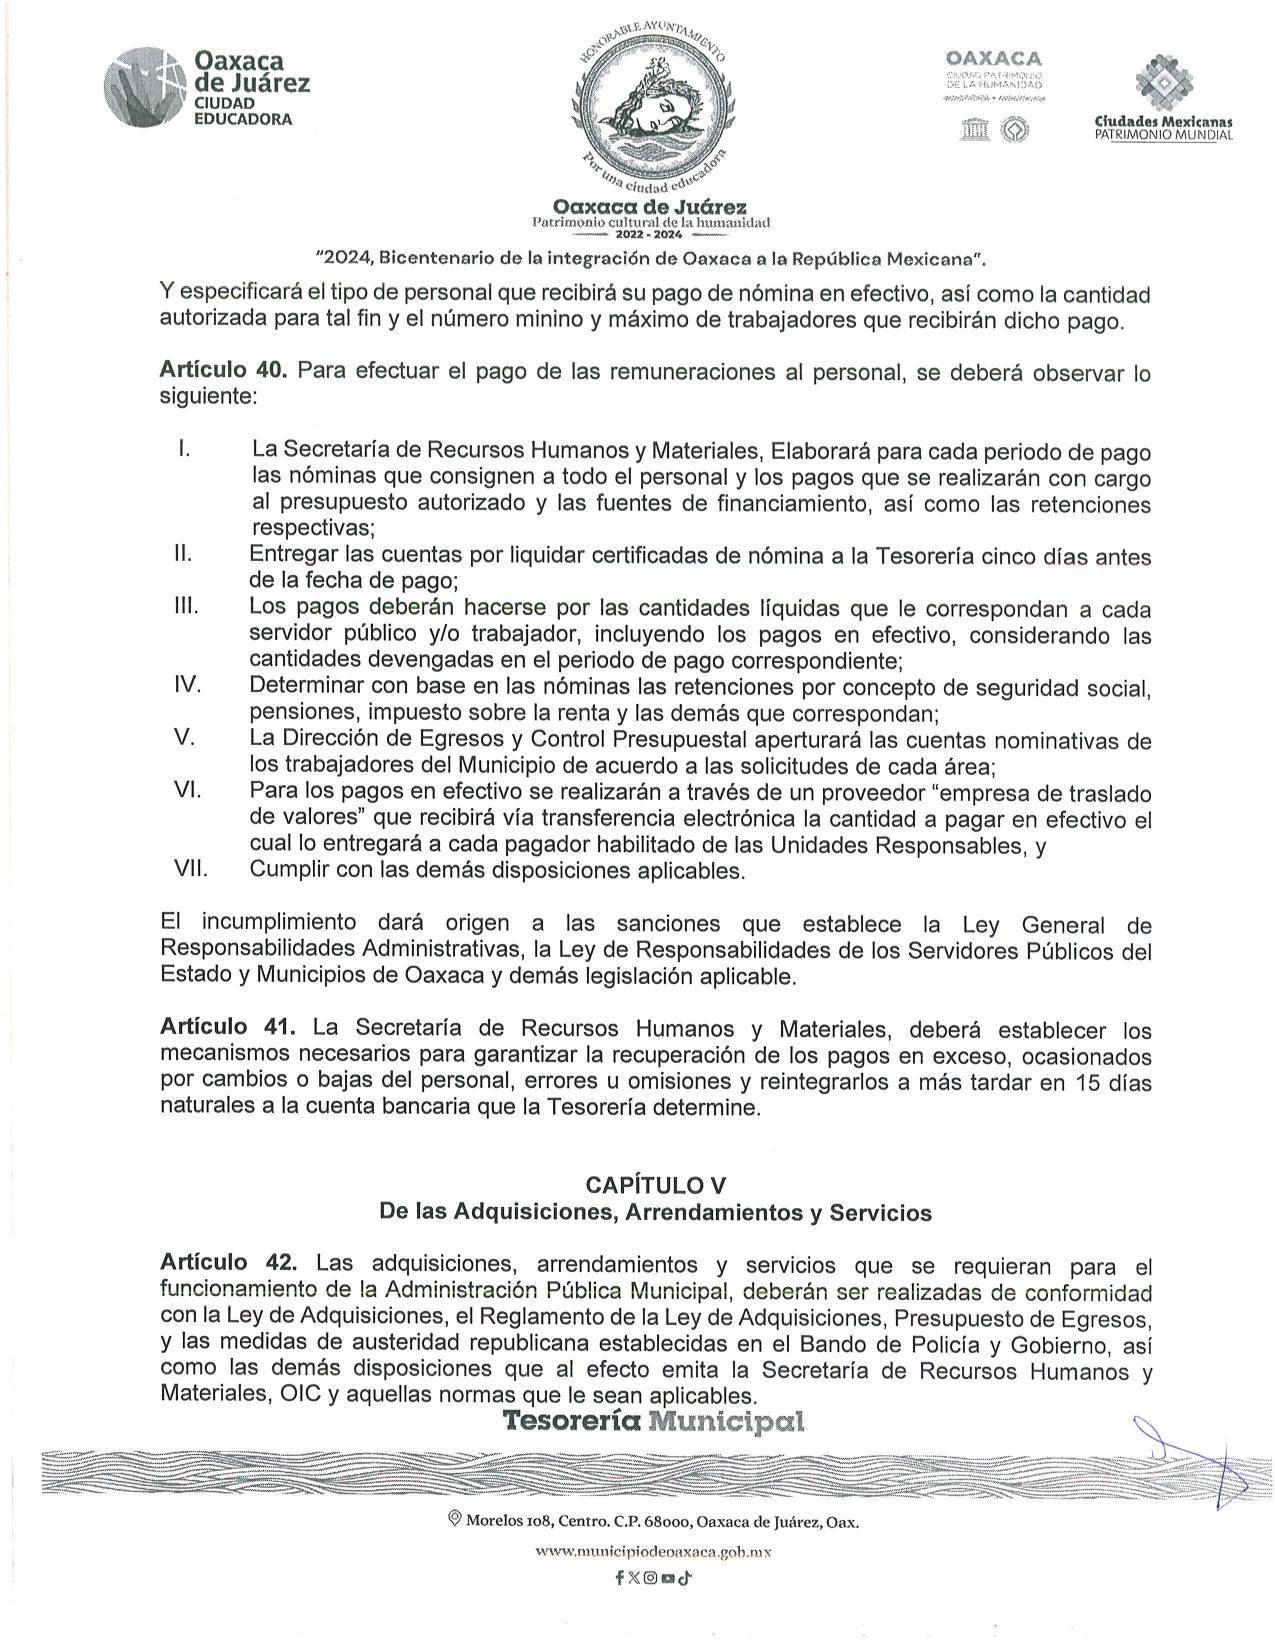 Oaxaca
de Juárez
CIUDAD
EDUCADORA
HONORABLE AYUNTAMIENTO
Por una ciudad educadora
Oaxaca de Juárez
Patrimonio cultural de la humanidad
2022 - 2024
OAXACA
CIUDAD PATRIMONIO
DE LA HUMANIDAD
Ciudades Mexicanas
PATRIMONIO MUNDIAL
"2024, Bicentenario de la integración de Oaxaca a la República Mexicana".
Y especificará el tipo de personal que recibirá su pago de nómina en efectivo, así como la cantidad
autorizada para tal fin y el número minino y máximo de trabajadores que recibirán dicho pago.
Artículo 40. Para efectuar el pago de las remuneraciones al personal, se deberá observar lo
siguiente:
I. La Secretaría de Recursos Humanos y Materiales, Elaborará para cada periodo de pago
las nóminas que consignen a todo el personal y los pagos que se realizarán con cargo
al presupuesto autorizado y las fuentes de financiamiento, así como las retenciones
respectivas;
II. Entregar las cuentas por liquidar certificadas de nómina a la Tesorería cinco días antes
de la fecha de pago;
III. Los pagos deberán hacerse por las cantidades líquidas que le correspondan a cada
servidor público y/o trabajador, incluyendo los pagos en efectivo, considerando las
cantidades devengadas en el periodo de pago correspondiente;
IV. Determinar con base en las nóminas las retenciones por concepto de seguridad social,
pensiones, impuesto sobre la renta y las demás que correspondan;
V. La Dirección de Egresos y Control Presupuestal aperturará las cuentas nominativas de
los trabajadores del Municipio de acuerdo a las solicitudes de cada área;
VI. Para los pagos en efectivo se realizarán a través de un proveedor “empresa de traslado
de valores” que recibirá vía transferencia electrónica la cantidad a pagar en efectivo el
cual lo entregará a cada pagador habilitado de las Unidades Responsables, y
VII. Cumplir con las demás disposiciones aplicables.
El incumplimiento dará origen a las sanciones que establece la Ley General de
Responsabilidades Administrativas, la Ley de Responsabilidades de los Servidores Públicos del
Estado y Municipios de Oaxaca y demás legislación aplicable.
Artículo 41. La Secretaría de Recursos Humanos y Materiales, deberá establecer los
mecanismos necesarios para garantizar la recuperación de los pagos en exceso, ocasionados
por cambios o bajas del personal, errores u omisiones y reintegrarlos a más tardar en 15 días
naturales a la cuenta bancaria que la Tesorería determine.
CAPÍTULO V
De las Adquisiciones, Arrendamientos y Servicios
Artículo 42. Las adquisiciones, arrendamientos y servicios que se requieran para el
funcionamiento de la Administración Pública Municipal, deberán ser realizadas de conformidad
con la Ley de Adquisiciones, el Reglamento de la Ley de Adquisiciones, Presupuesto de Egresos,
y las medidas de austeridad republicana establecidas en el Bando de Policía y Gobierno, así
como las demás disposiciones que al efecto emita la Secretaría de Recursos Humanos y
Materiales, OIC y aquellas normas que le sean aplicables.
Tesorería Municipal
Morelos 108, Centro. C.P. 68000, Oaxaca de Juárez, Oax.
www.municipiodeoaxaca.gob.mx